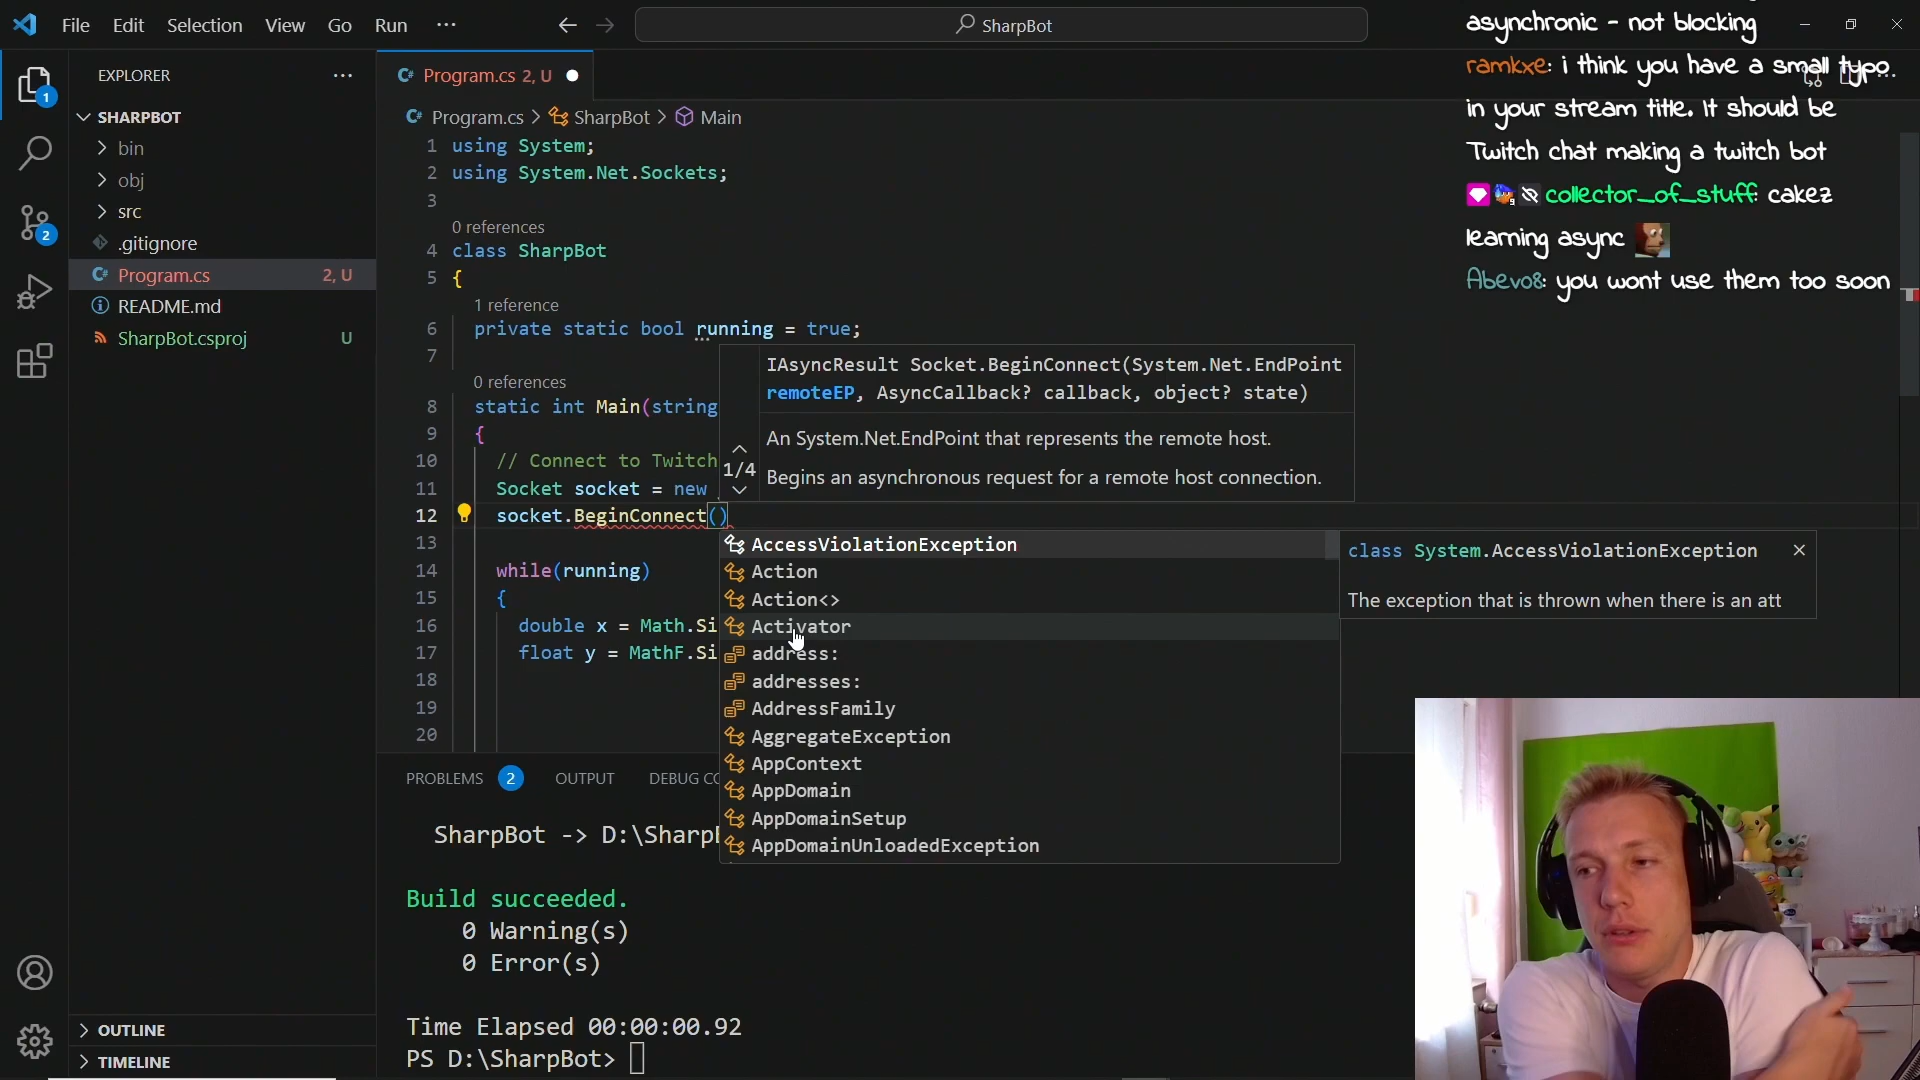 File Edit Selection View Go Run ···
SharpBot
EXPLORER
1
SHARPBOT
bin
obj
src
2
.gitignore
Program.cs 2, U
README.md
SharpBot.csproj U
OUTLINE
TIMELINE
Program.cs 2, U
Program.cs > SharpBot > Main
1 using System;
2 using System.Net.Sockets;
3
0 references
4 class SharpBot
5 {
1 reference
6 private static bool running = true;
7
0 references
8 static int Main(string
9 {
10 // Connect to Twitch
11 Socket socket = new
12 socket.BeginConnect()
13
14 while(running)
15 {
16 double x = Math.Si
17 float y = MathF.Si
18
19
20
IAsyncResult Socket.BeginConnect(System.Net.EndPoint
remoteEP, AsyncCallback? callback, object? state)
1/4
An System.Net.EndPoint that represents the remote host.
Begins an asynchronous request for a remote host connection.
AccessViolationException
Action
Action<>
Activator
address:
addresses:
AddressFamily
AggregateException
AppContext
AppDomain
AppDomainSetup
AppDomainUnloadedException
class System.AccessViolationException
The exception that is thrown when there is an att
PROBLEMS 2 OUTPUT DEBUG CO
SharpBot -> D:\Sharp
Build succeeded.
0 Warning(s)
0 Error(s)
Time Elapsed 00:00:00.92
PS D:\SharpBot>
asynchronic - not blocking
ramkxe: i think you have a small typo
in your stream title. It should be
Twitch chat making a twitch bot
collector_of_stuff: cakez
learning async
Abevo8: you wont use them too soon